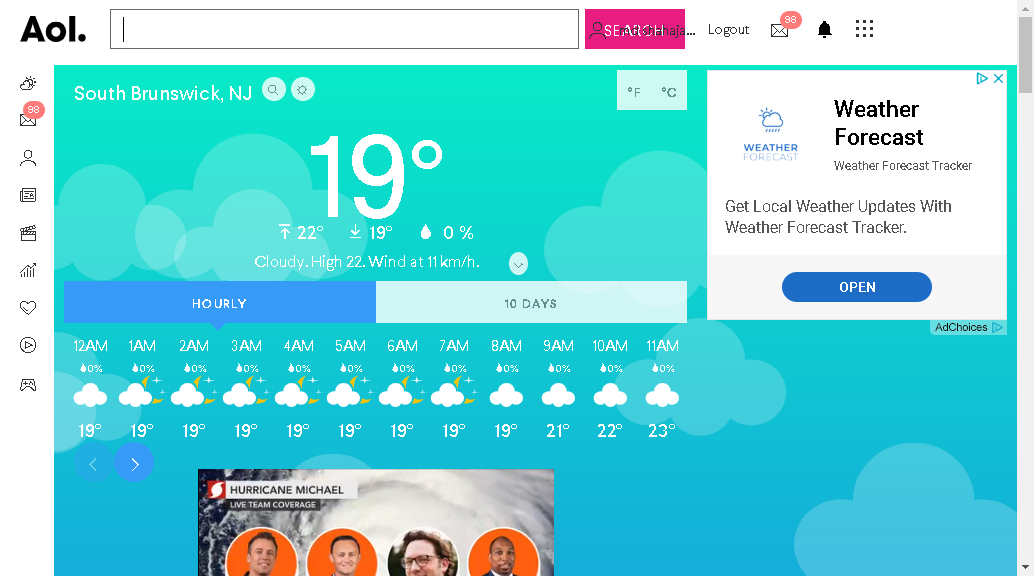 Aol.
SEARCH
Logout
98
98
South Brunswick, NJ
°F °C
19°
22° 19° 0 %
Cloudy. High 22. Wind at 11 km/h.
HOURLY
10 DAYS
12AM 1AM 2AM 3AM 4AM 5AM 6AM 7AM 8AM 9AM 10AM 11AM
0% 0% 0% 0% 0% 0% 0% 0% 0% 0% 0% 0%
19° 19° 19° 19° 19° 19° 19° 19° 19° 21° 22° 23°
HURRICANE MICHAEL
LIVE TEAM COVERAGE
Weather
Forecast
Weather Forecast Tracker
WEATHER
FORECAST
Get Local Weather Updates With
Weather Forecast Tracker.
OPEN
AdChoices